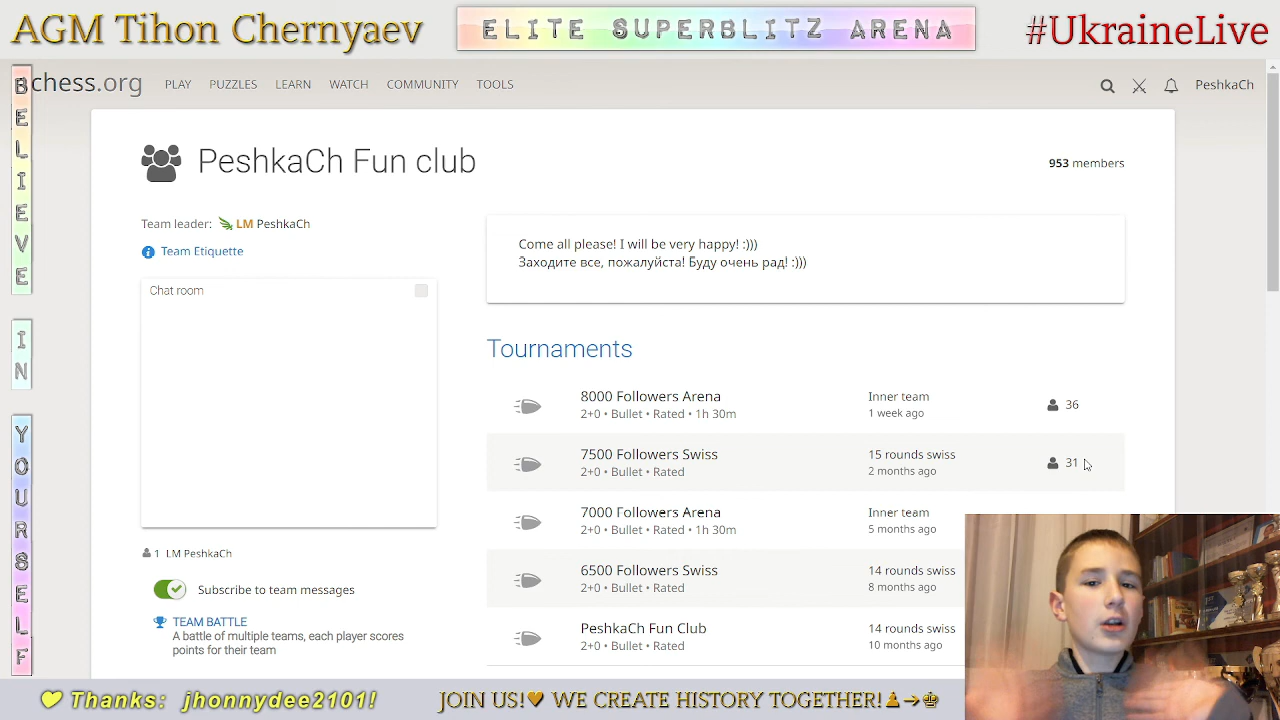 AGM Tihon Chernyaev
ELITE SUPERBLITZ ARENA
#UkraineLive
BELIEVE
IN
YOURSELF
chess.org
PLAY PUZZLES LEARN WATCH COMMUNITY TOOLS
PeshkaCh
PeshkaCh Fun club
953 members
Team leader: LM PeshkaCh
Team Etiquette
Chat room
1 LM PeshkaCh
Subscribe to team messages
TEAM BATTLE
A battle of multiple teams, each player scores
points for their team
Come all please! I will be very happy! :)))
Заходите все, пожалуйста! Буду очень рад! :)))
Tournaments
8000 Followers Arena
2+0 • Bullet • Rated • 1h 30m
Inner team
1 week ago
36
7500 Followers Swiss
2+0 • Bullet • Rated
15 rounds swiss
2 months ago
31
7000 Followers Arena
2+0 • Bullet • Rated • 1h 30m
Inner team
5 months ago
6500 Followers Swiss
2+0 • Bullet • Rated
14 rounds swiss
8 months ago
PeshkaCh Fun Club
2+0 • Bullet • Rated
14 rounds swiss
10 months ago
Thanks: jhonnydee2101!
JOIN US!🧡 WE CREATE HISTORY TOGETHER!♟➔♚